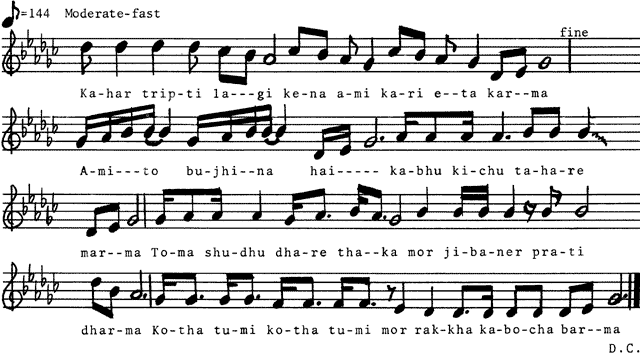 ♪=144 Moderate-fast
fine
Ka-har trip-ti la---gi ke-na a-mi ka-ri e--ta kar--ma
A-mi---to bu-jhi--na hai----- ka-bhu ki-chu ta-ha-re
mar--ma To-ma shu-dhu dha-re tha--ka mor ji-ba-ner pra-ti
dhar-ma Ko-tha tu-mi ko-tha tu-mi mor rak-kha ka-bo-cha bar--ma
D.C.